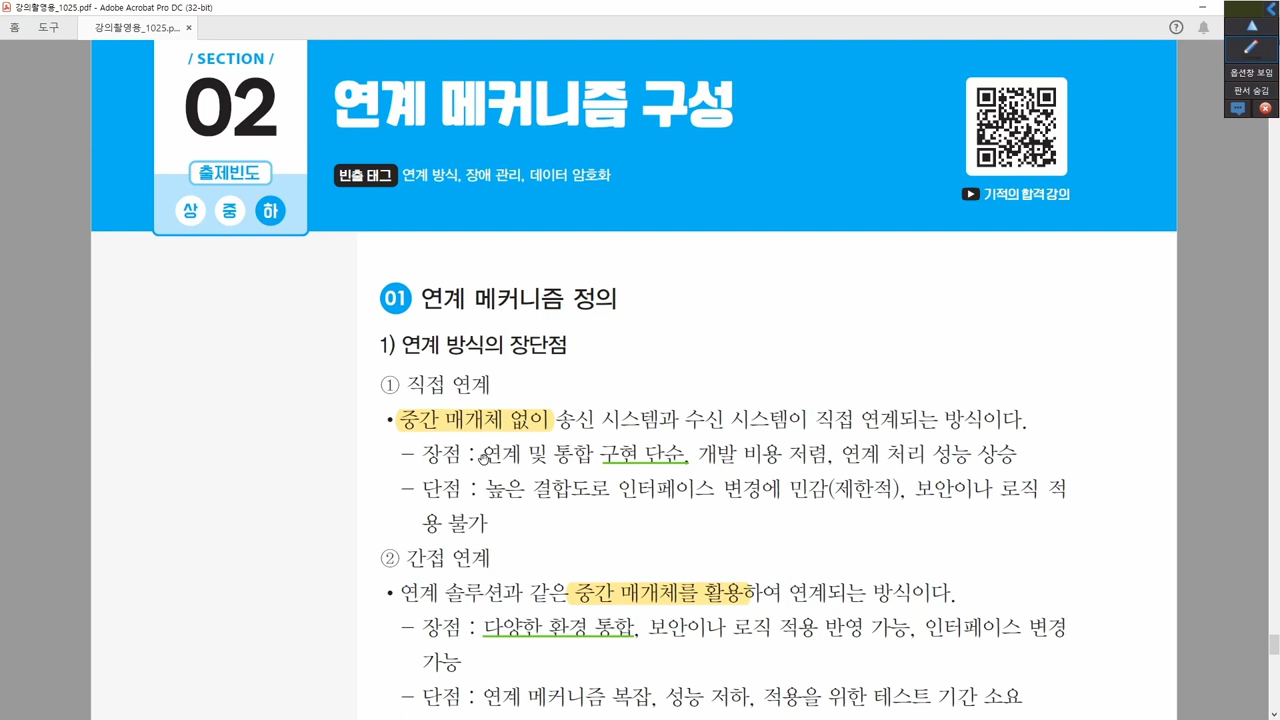 강의촬영용_1025.pdf - Adobe Acrobat Pro DC (32-bit)
홈 도구 강의촬영용_1025.p... ×
옵션창 보임
판서 숨김
/ SECTION /
02
출제빈도
상 중 하
연계 메커니즘 구성
빈출 태그 연계 방식, 장애 관리, 데이터 암호화
기적의 합격 강의
01 연계 메커니즘 정의
1) 연계 방식의 장단점
① 직접 연계
• 중간 매개체 없이 송신 시스템과 수신 시스템이 직접 연계되는 방식이다.
– 장점 : 연계 및 통합 구현 단순, 개발 비용 저렴, 연계 처리 성능 상승
– 단점 : 높은 결합도로 인터페이스 변경에 민감(제한적), 보안이나 로직 적
용 불가
② 간접 연계
• 연계 솔루션과 같은 중간 매개체를 활용하여 연계되는 방식이다.
– 장점 : 다양한 환경 통합, 보안이나 로직 적용 반영 가능, 인터페이스 변경
가능
– 단점 : 연계 메커니즘 복잡, 성능 저하, 적용을 위한 테스트 기간 소요